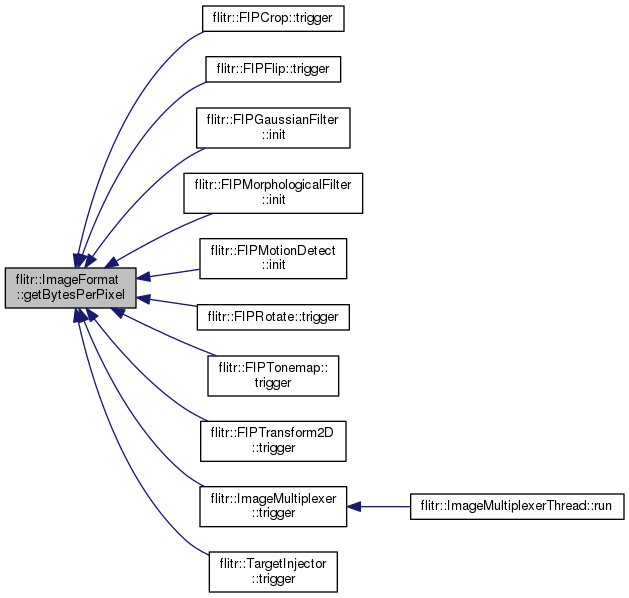 flitr::FIPCrop::trigger
flitr::FIPFlip::trigger
flitr::FIPGaussianFilter
::init
flitr::FIPMorphologicalFilter
::init
flitr::FIPMotionDetect
::init
flitr::ImageFormat
::getBytesPerPixel
flitr::FIPRotate::trigger
flitr::FIPTonemap::
trigger
flitr::FIPTransform2D
::trigger
flitr::ImageMultiplexer
::trigger
flitr::ImageMultiplexerThread::run
flitr::TargetInjector
::trigger